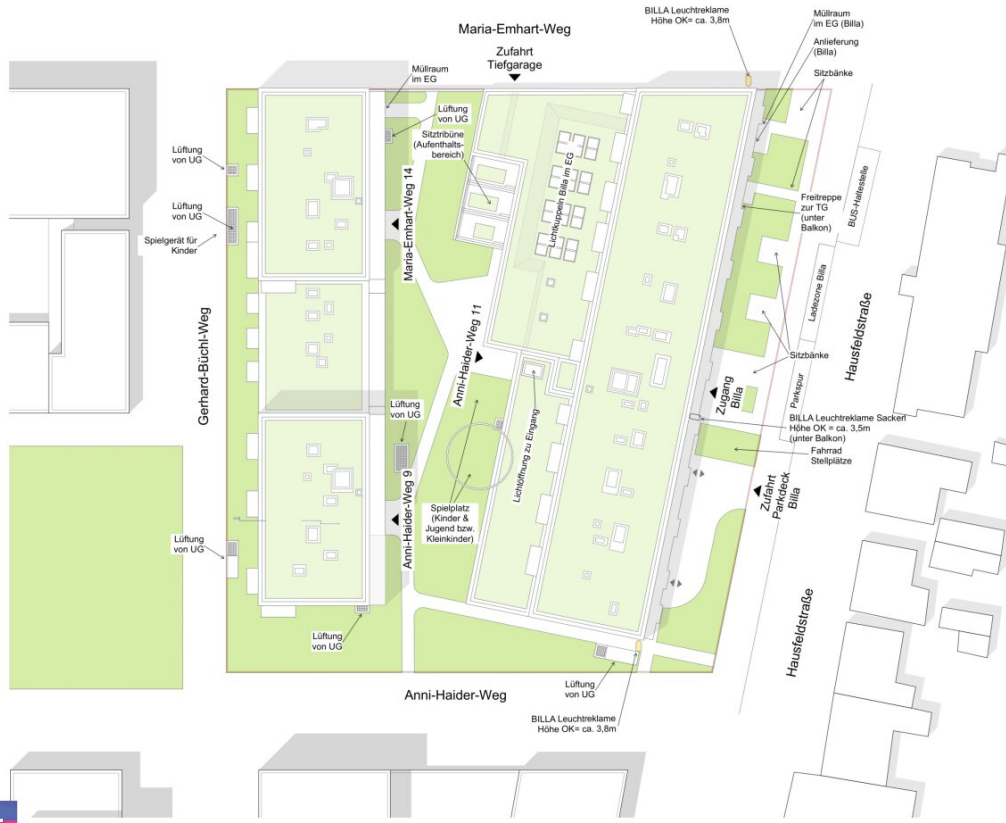 BILLA Leuchtreklame
Höhe OK= ca. 3,8m
Müllraum
im EG (Billa)
Anlieferung
(Billa)
Sitzbänke
Maria-Emhart-Weg
Zufahrt
Tiefgarage
Müllraum
im EG
Lüftung
von UG
Sitztribüne
(Aufenthalts-
bereich)
Lüftung
von UG
Lüftung
von UG
Spielgerät für
Kinder
Maria-Emhart-Weg 14
Lichtkuppeln Billa im EG
Freitreppe
zur TG
(unter
Balkon)
BUS-Haltestelle
Ladezone Billa
Hausfeldstraße
Gerhard-Büchl-Weg
Anni-Haider-Weg 11
Sitzbänke
Parkspur
Zugang
Billa
BILLA Leuchtreklame Sackerl
Höhe OK = ca. 3,5m
(unter Balkon)
Fahrrad
Stellplätze
Lüftung
von UG
Lichtöffnung zu Eingang
Zufahrt
Parkdeck
Billa
Spielplatz
(Kinder &
Jugend bzw.
Kleinkinder)
Anni-Haider-Weg 9
Lüftung
von UG
Lüftung
von UG
Hausfeldstraße
Lüftung
von UG
Anni-Haider-Weg
BILLA Leuchtreklame
Höhe OK= ca. 3,8m